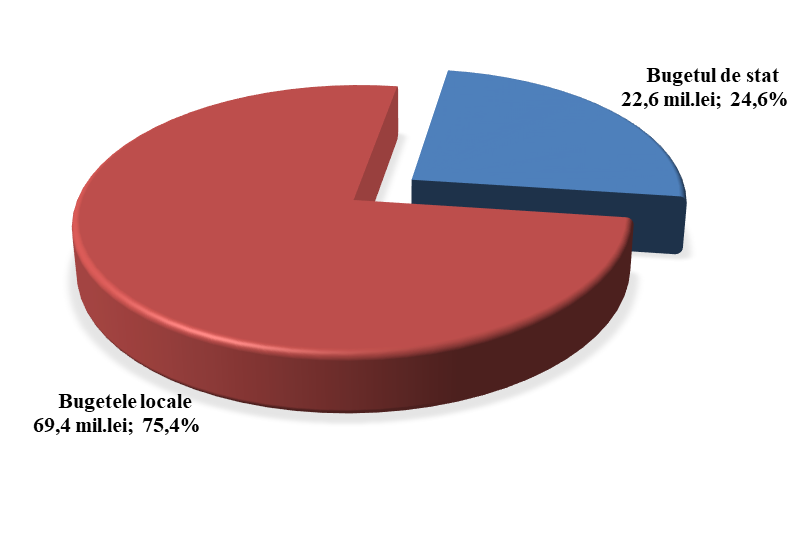 Bugetul de stat
22,6 mil.lei;  24,6%
Bugetele locale
69,4 mil.lei;  75,4%